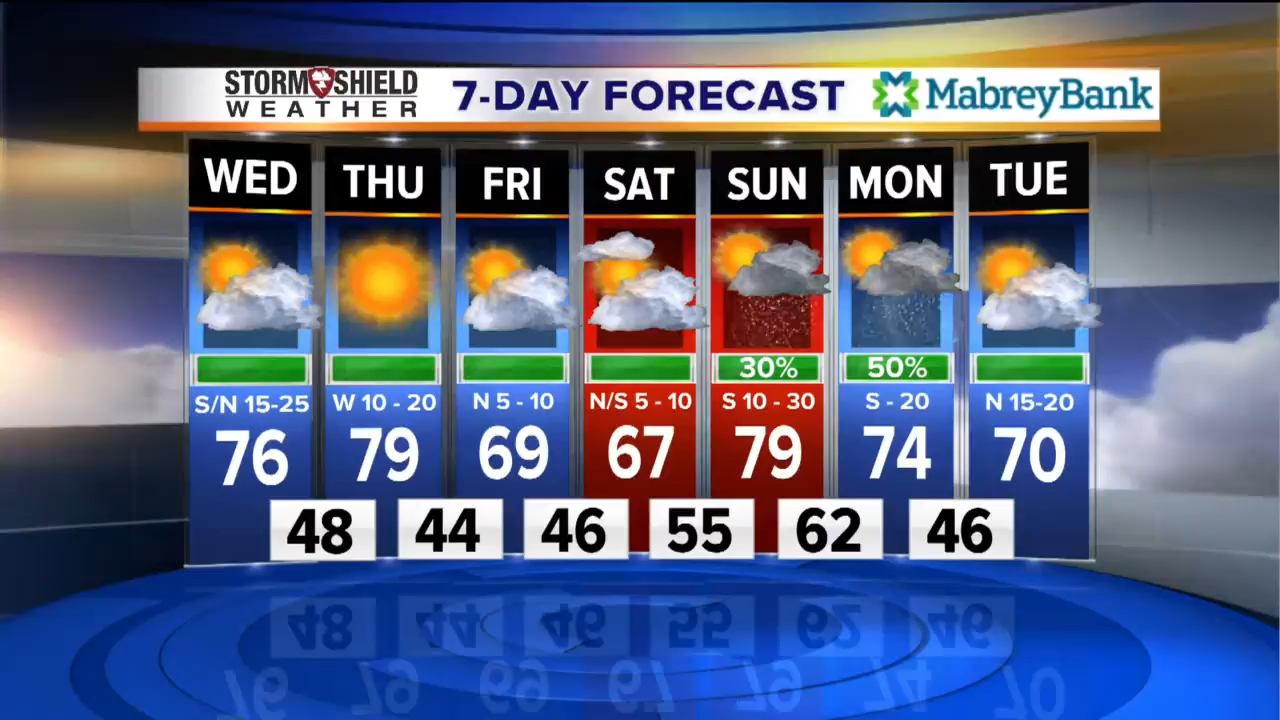 STORM SHIELD
WEATHER
7-DAY FORECAST
MabreyBank
WED THU FRI SAT SUN MON TUE
30% 50%
S/N 15-25 W 10 - 20 N 5 - 10 N/S 5 - 10 S 10 - 30 S - 20 N 15-20
76 79 69 67 79 74 70
48 44 46 55 62 46